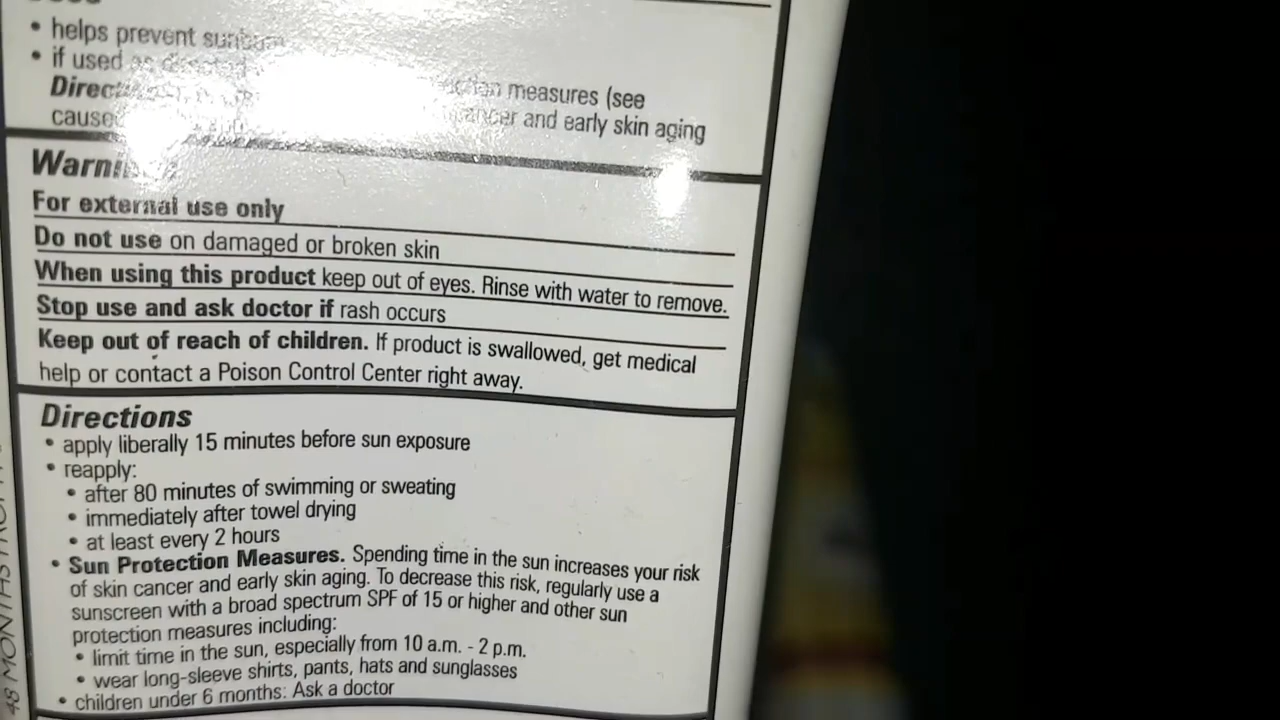 • helps prevent sunburn
• if used as directed
measures (see
cancer and early skin aging
For external use only
Do not use on damaged or broken skin
When using this product keep out of eyes. Rinse with water to remove.
Stop use and ask doctor if rash occurs
Keep out of reach of children. If product is swallowed, get medical
help or contact a Poison Control Center right away.
Directions
• apply liberally 15 minutes before sun exposure
• reapply:
• after 80 minutes of swimming or sweating
• immediately after towel drying
• at least every 2 hours
• Sun Protection Measures. Spending time in the sun increases your risk
of skin cancer and early skin aging. To decrease this risk, regularly use a
sunscreen with a broad spectrum SPF of 15 or higher and other sun
protection measures including:
• limit time in the sun, especially from 10 a.m. - 2 p.m.
• wear long-sleeve shirts, pants, hats and sunglasses
• children under 6 months: Ask a doctor
48 MONTHS